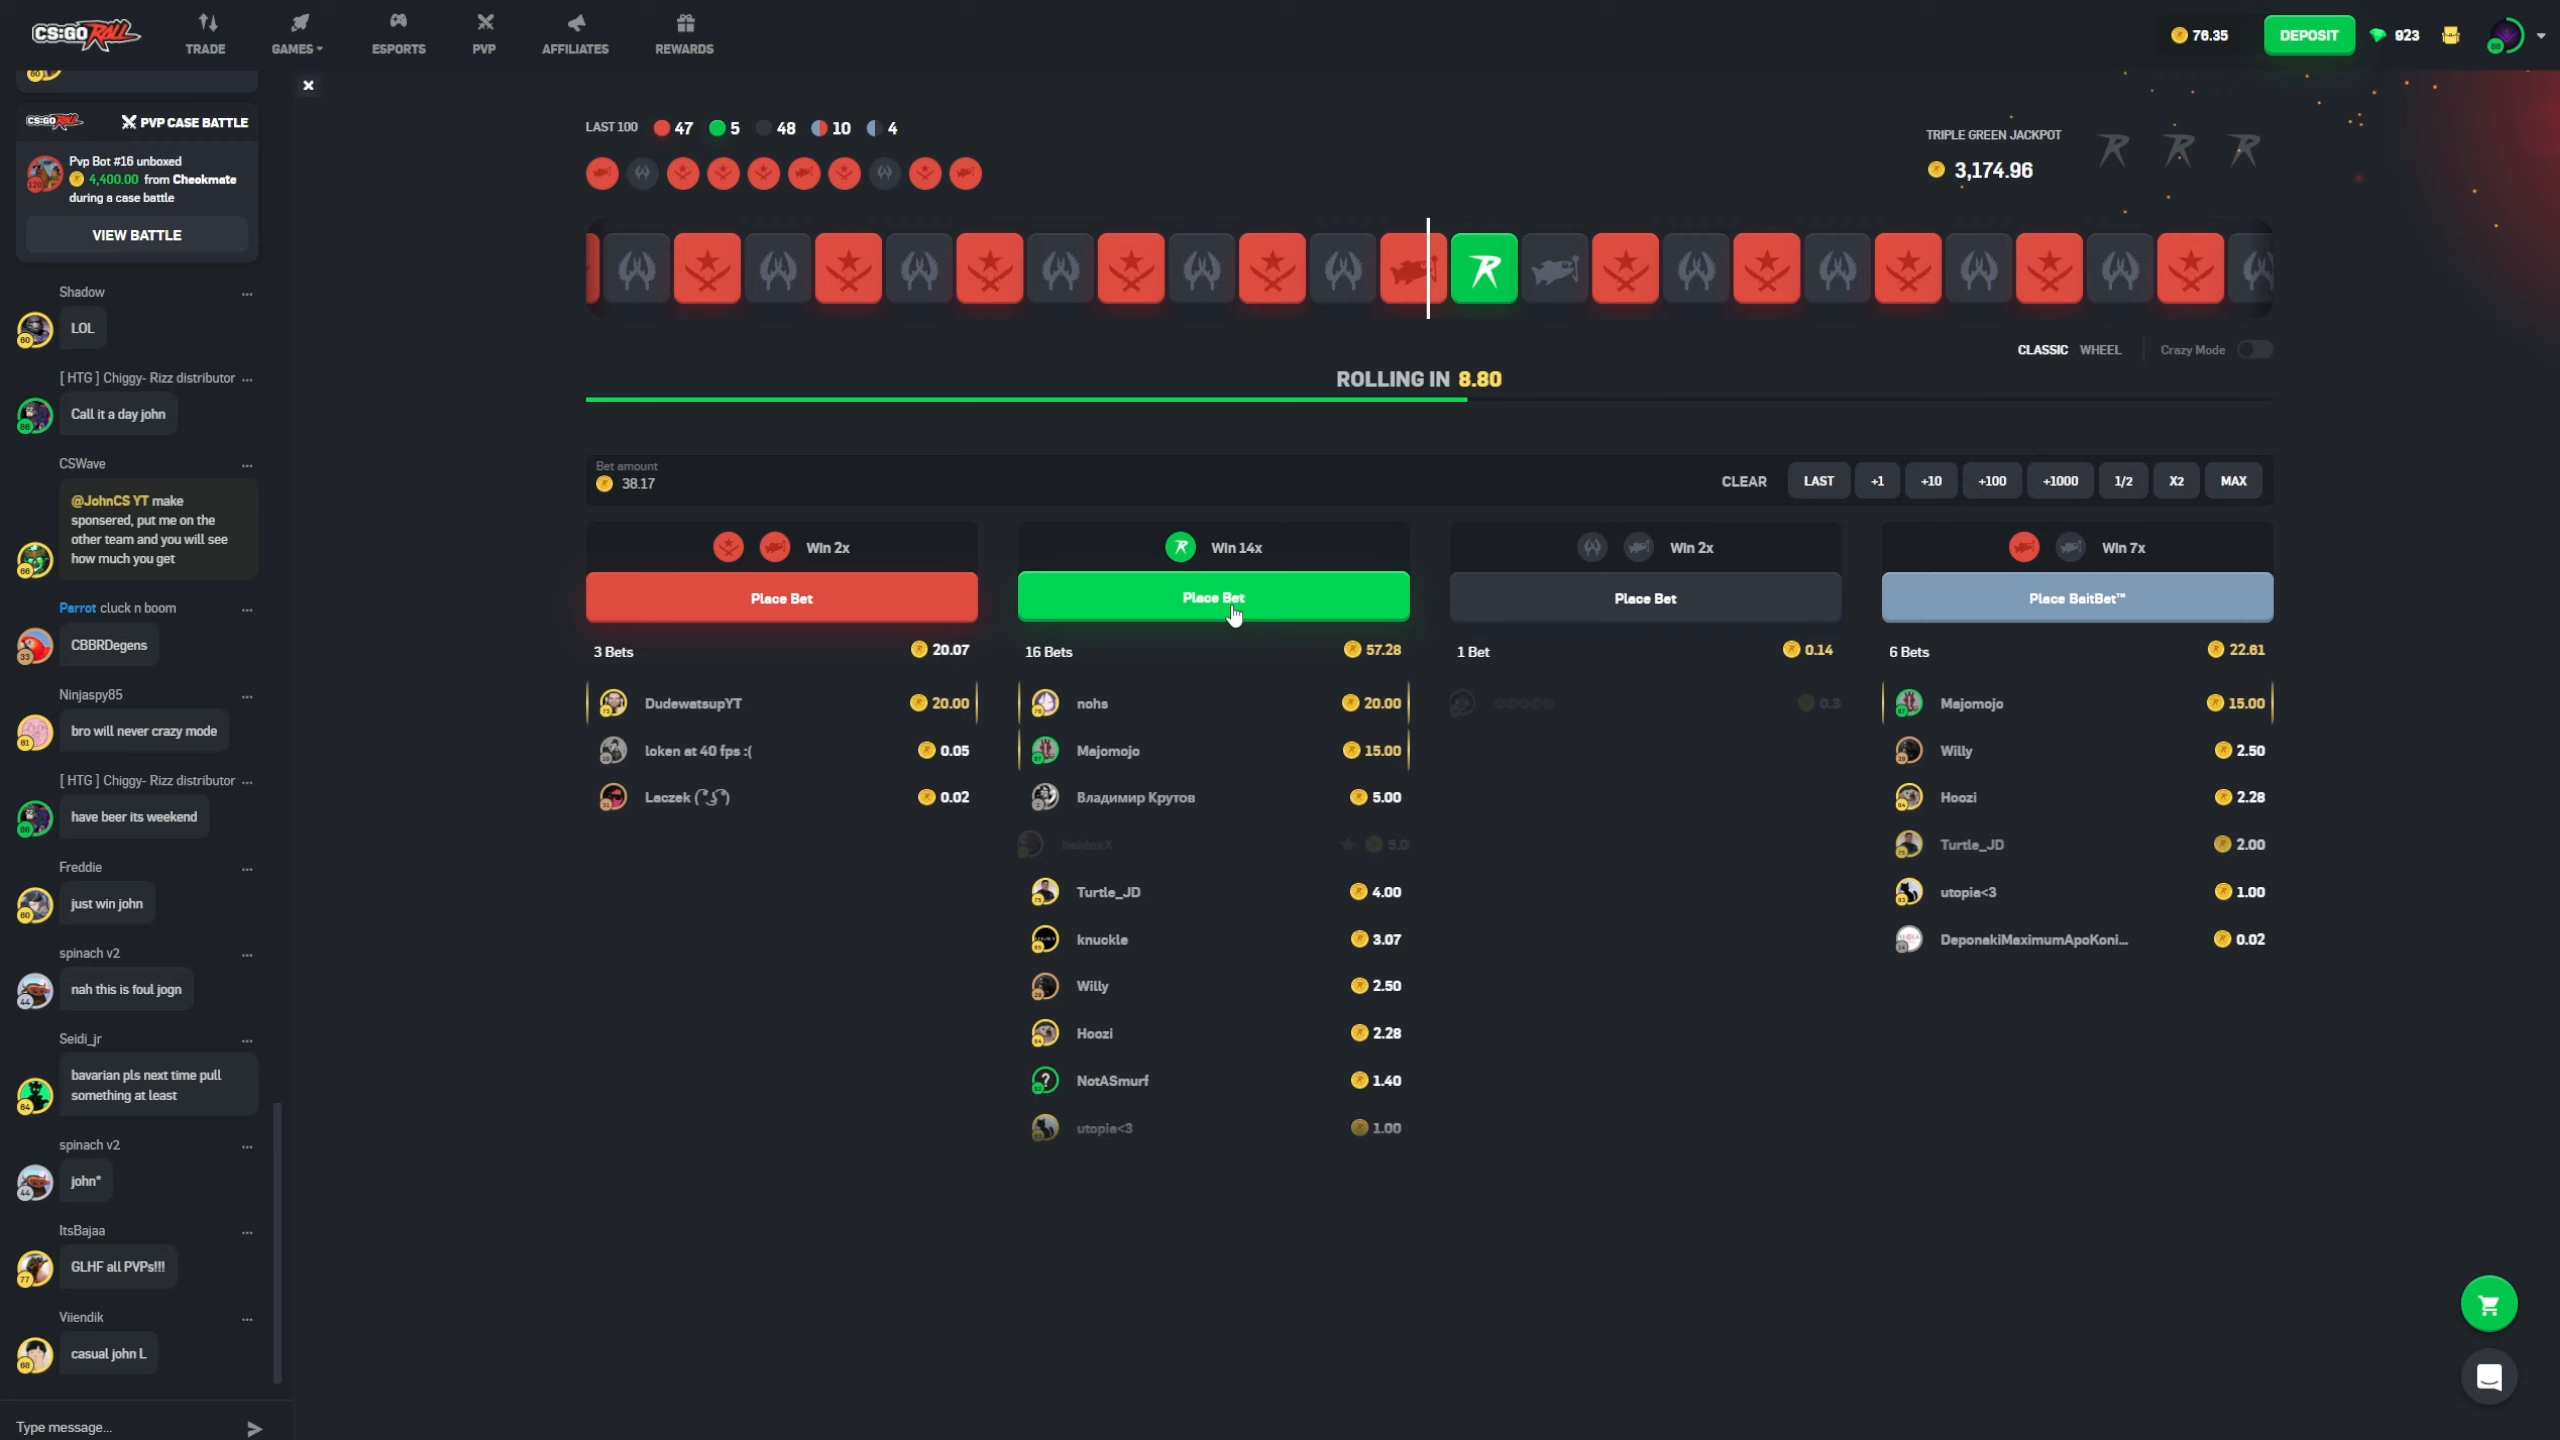 CS:GO ROLL
TRADE
GAMES
ESPORTS
PVP
AFFILIATES
REWARDS
76.35
DEPOSIT
923
CS:GO ROLL
PVP CASE BATTLE
Pvp Bot #16 unboxed
4,400.00 from Checkmate
during a case battle
VIEW BATTLE
Shadow
LOL
[ HTG ] Chiggy- Rizz distributor
Call it a day john
CSWave
@JohnCS YT make
sponsered, put me on the
other team and you will see
how much you get
Parrot cluck n boom
CBBRDegens
Ninjaspy85
bro will never crazy mode
[ HTG ] Chiggy- Rizz distributor
have beer its weekend
Freddie
just win john
spinach v2
nah this is foul jogn
Seidi_jr
bavarian pls next time pull
something at least
spinach v2
john*
ItsBajaa
GLHF all PVPs!!!
Viiendik
casual john L
Type message...
LAST 100 47 5 48 10 4
TRIPLE GREEN JACKPOT
3,174.96
CLASSIC WHEEL Crazy Mode
ROLLING IN 8.80
Bet amount
38.17
CLEAR LAST +1 +10 +100 +1000 1/2 X2 MAX
Win 2x
Place Bet
3 Bets 20.07
DudewatsupYT 20.00
loken at 40 fps :( 0.05
Laczek ( ͡° ͜ʖ ͡°) 0.02
Win 14x
Place Bet
16 Bets 57.28
nohs 20.00
Majomojo 15.00
Владимир Крутов 5.00
Turtle_JD 4.00
knuckle 3.07
Willy 2.50
Hoozi 2.28
NotASmurf 1.40
utopia<3 1.00
Win 2x
Place Bet
1 Bet 0.14
Win 7x
Place BaitBet™
6 Bets 22.61
Majomojo 15.00
Willy 2.50
Hoozi 2.28
Turtle_JD 2.00
utopia<3 1.00
DeponakiMaximumApoKoni... 0.02